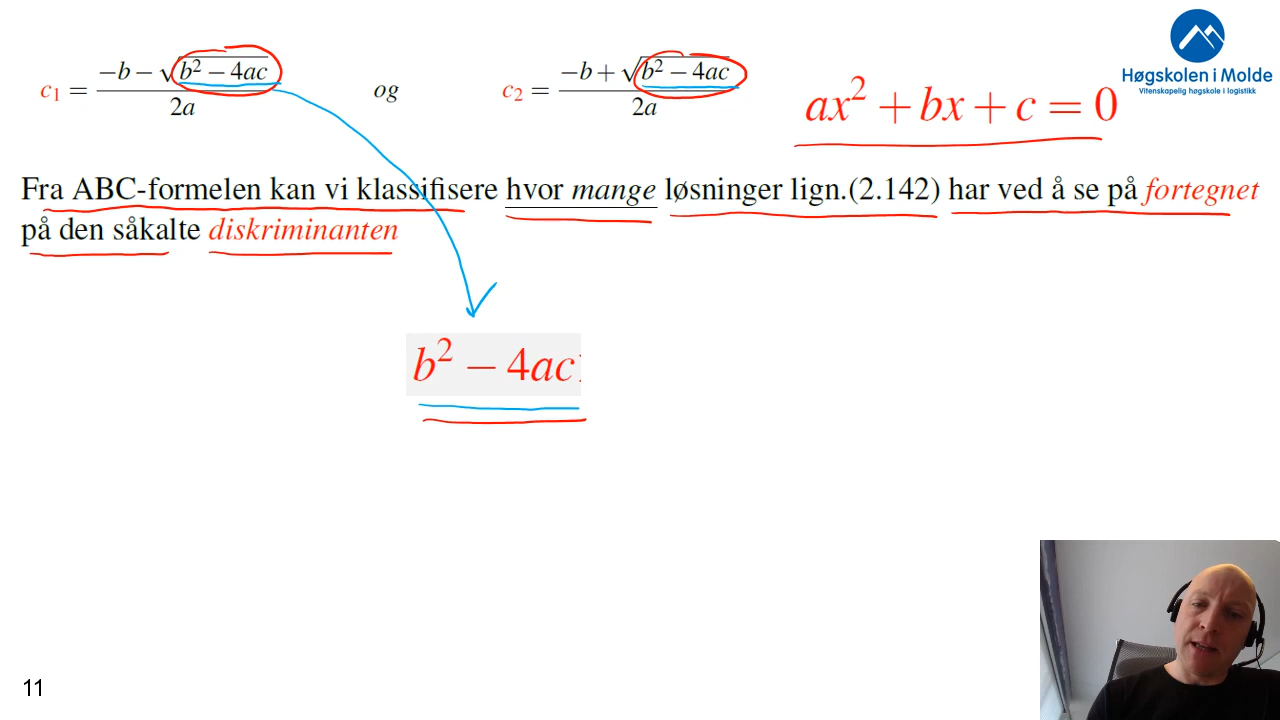 c₁ = (−b − √(b² − 4ac)) / 2a og c₂ = (−b + √(b² − 4ac)) / 2a
ax² + bx + c = 0
Høgskolen i Molde
Vitenskapelig høgskole i logistikk
Fra ABC-formelen kan vi klassifisere hvor mange løsninger lign.(2.142) har ved å se på fortegnet
på den såkalte diskriminanten
b² − 4ac
11